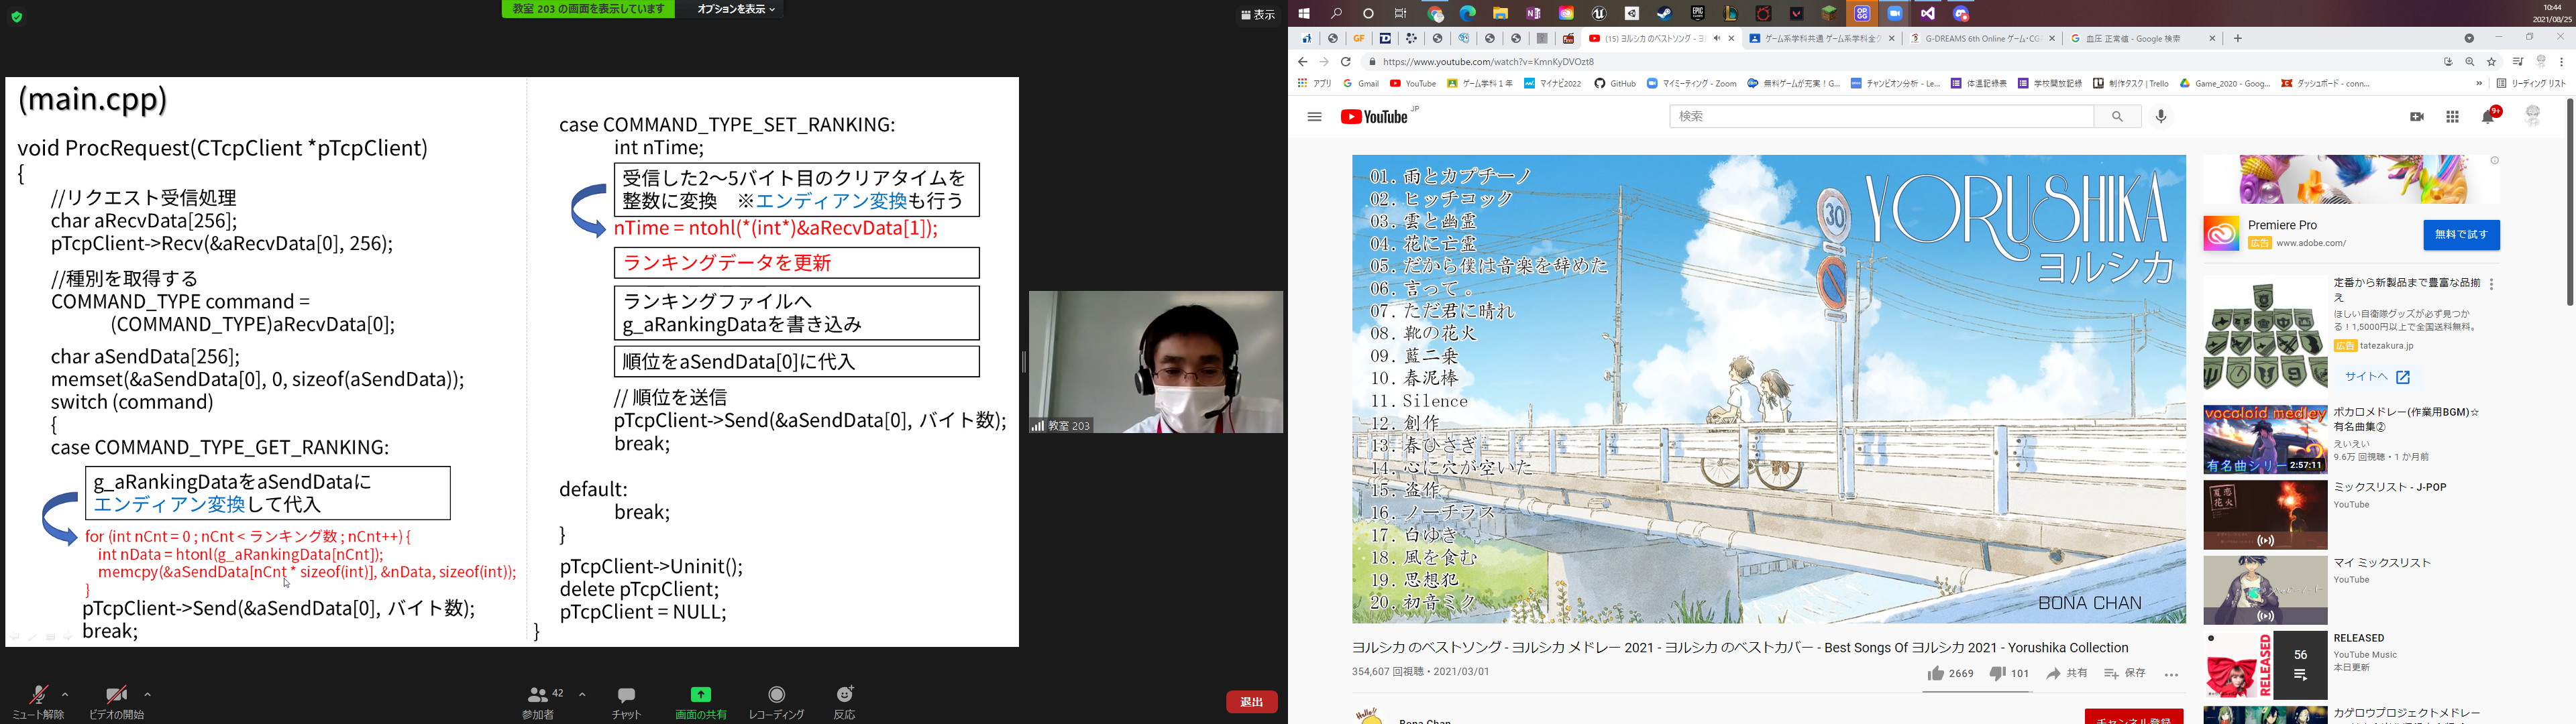 教室 203 の画面を表示しています
オプションを表示
表示
(main.cpp)
void ProcRequest(CTcpClient *pTcpClient)
{
//リクエスト受信処理
char aRecvData[256];
pTcpClient->Recv(&aRecvData[0], 256);
//種別を取得する
COMMAND_TYPE command =
(COMMAND_TYPE)aRecvData[0];
char aSendData[256];
memset(&aSendData[0], 0, sizeof(aSendData));
switch (command)
{
case COMMAND_TYPE_GET_RANKING:
g_aRankingDataをaSendDataに
エンディアン変換して代入
for (int nCnt = 0 ; nCnt < ランキング数 ; nCnt++) {
int nData = htonl(g_aRankingData[nCnt]);
memcpy(&aSendData[nCnt * sizeof(int)], &nData, sizeof(int));
}
pTcpClient->Send(&aSendData[0], バイト数);
break;
case COMMAND_TYPE_SET_RANKING:
int nTime;
受信した2～5バイト目のクリアタイムを
整数に変換　※エンディアン変換も行う
nTime = ntohl(*(int*)&aRecvData[1]);
ランキングデータを更新
ランキングファイルへ
g_aRankingDataを書き込み
順位をaSendData[0]に代入
// 順位を送信
pTcpClient->Send(&aSendData[0], バイト数);
break;
default:
break;
}
pTcpClient->Uninit();
delete pTcpClient;
pTcpClient = NULL;
}
教室 203
ミュート解除
ビデオの開始
42
参加者
チャット
画面の共有
レコーディング
反応
退出
10:44
2021/08/25
(15) ヨルシカ のベストソング - ヨ
ゲーム系学科共通 ゲーム系学科全
G-DREAMS 6th Online ゲーム・CG
血圧 正常値 - Google 検索
https://www.youtube.com/watch?v=KmnKyDVOzt8
アプリ
Gmail
YouTube
ゲーム学科１年
マイナビ2022
GitHub
マイミーティング - Zoom
無料ゲームが充実！G...
チャンピオン分析 - Le...
体温記録表
学校開放記録
制作タスク | Trello
Game_2020 - Goog...
ダッシュボード - conn...
リーディング リスト
YouTube JP
検索
9+
01. 雨とカプチーノ
02. ヒッチコック
03. 雲と幽霊
04. 花に亡霊
05. だから僕は音楽を辞めた
06. 言って。
07. ただ君に晴れ
08. 靴の花火
09. 藍二乗
10. 春泥棒
11. Silence
12. 創作
13. 春ひさぎ
14. 心に穴が空いた
15. 盗作
16. ノーチラス
17. 白ゆき
18. 風を食む
19. 思想犯
20. 初音ミク
30
YORUSHIKA
ヨルシカ
BONA CHAN
ヨルシカ のベストソング - ヨルシカ メドレー 2021 - ヨルシカ のベストカバー - Best Songs Of ヨルシカ 2021 - Yorushika Collection
354,607 回視聴・2021/03/01
2669
101
共有
保存
Hello!!
Bona Chan
チャンネル登録
Premiere Pro
広告 www.adobe.com/
無料で試す
定番から新製品まで豊富な品揃え
ほしい自衛隊グッズが必ず見つかる！1,5000円以上で全国送料無料。
広告 tatezakura.jp
サイトへ
vocaloid medley
有名曲シリー
2:57:11
ボカロメドレー(作業用BGM)☆有名曲集②
えいえい
9.6万 回視聴・1 か月前
夏恋花火
ミックスリスト - J-POP
YouTube
マイ ミックスリスト
YouTube
RELEASED
56
RELEASED
YouTube Music
本日更新
カゲロウプロジェクトメドレー